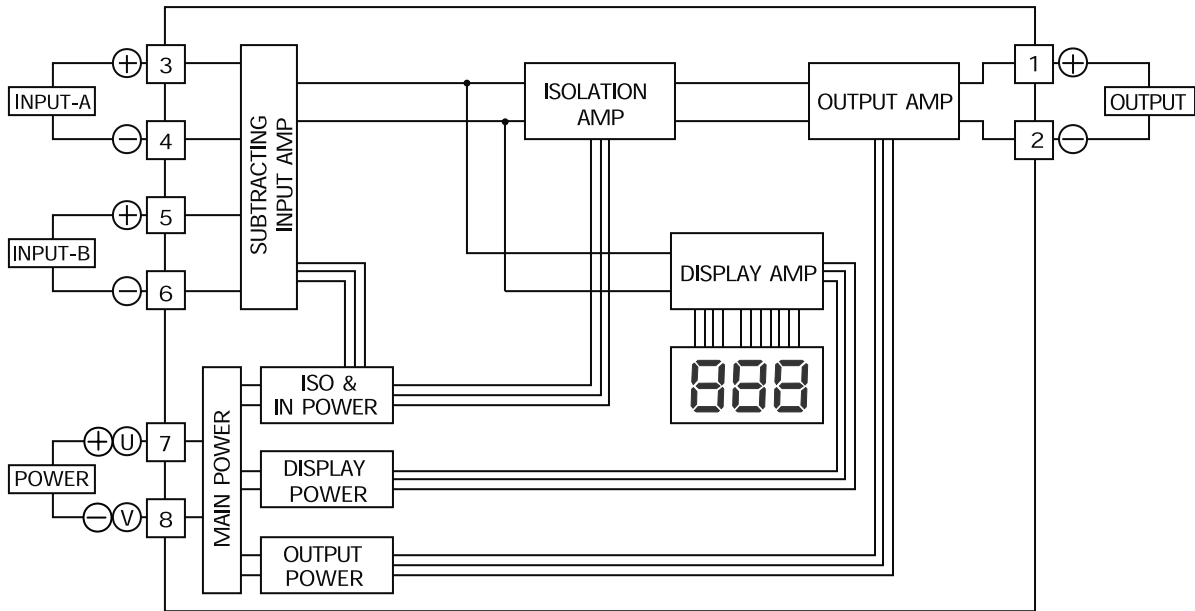 3
+
INPUT-A
−
4
SUBTRACTING
INPUT AMP
ISOLATION
AMP
OUTPUT AMP
1
+
OUTPUT
2
−
5
+
INPUT-B
−
6
DISPLAY AMP
888
ISO &
IN POWER
MAIN POWER
7
+ U
POWER
− V
8
DISPLAY
POWER
OUTPUT
POWER